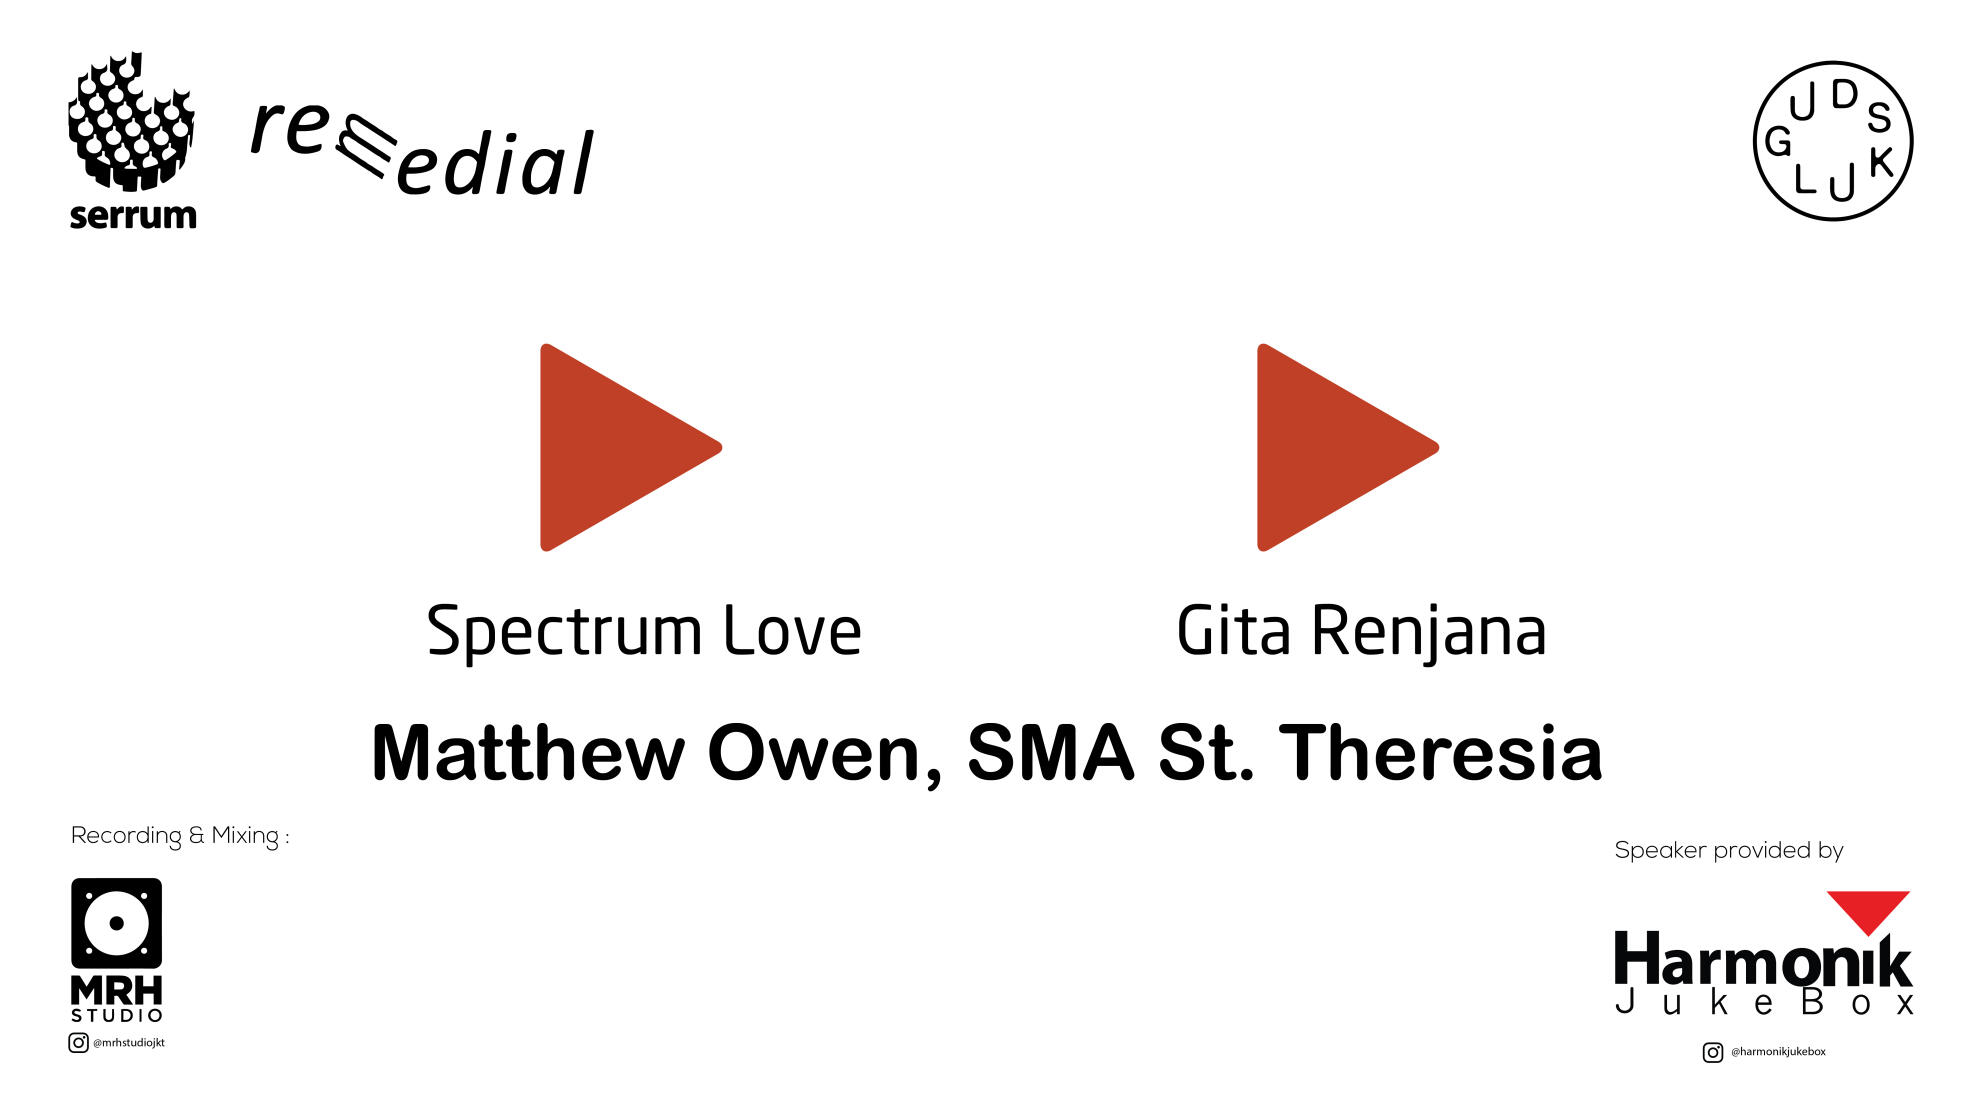 serrum
remedial
GUDSKUL
Spectrum Love
Gita Renjana
Matthew Owen, SMA St. Theresia
Recording & Mixing :
MRH
STUDIO
@mrhstudiojkt
Speaker provided by
Harmonik
JukeBox
@harmonikjukebox